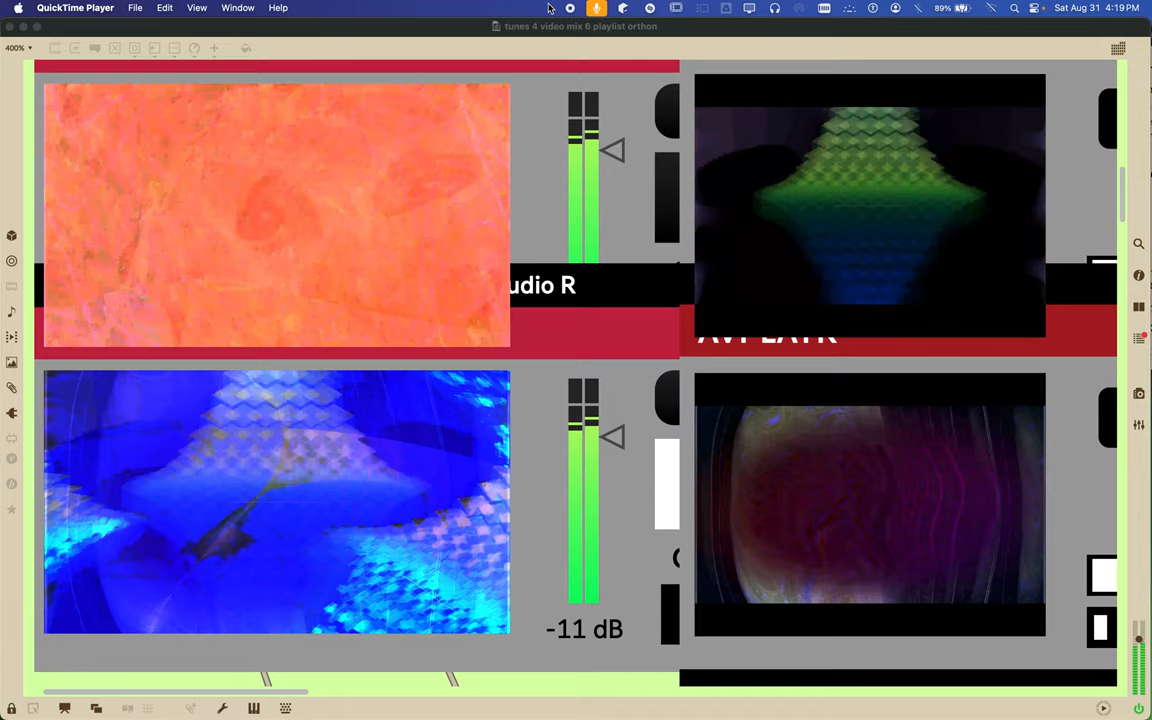 QuickTime Player File Edit View Window Help 89% Sat Aug 31 4:19 PM
tunes 4 video mix 6 playlist orthon
400%
udio R
-11 dB